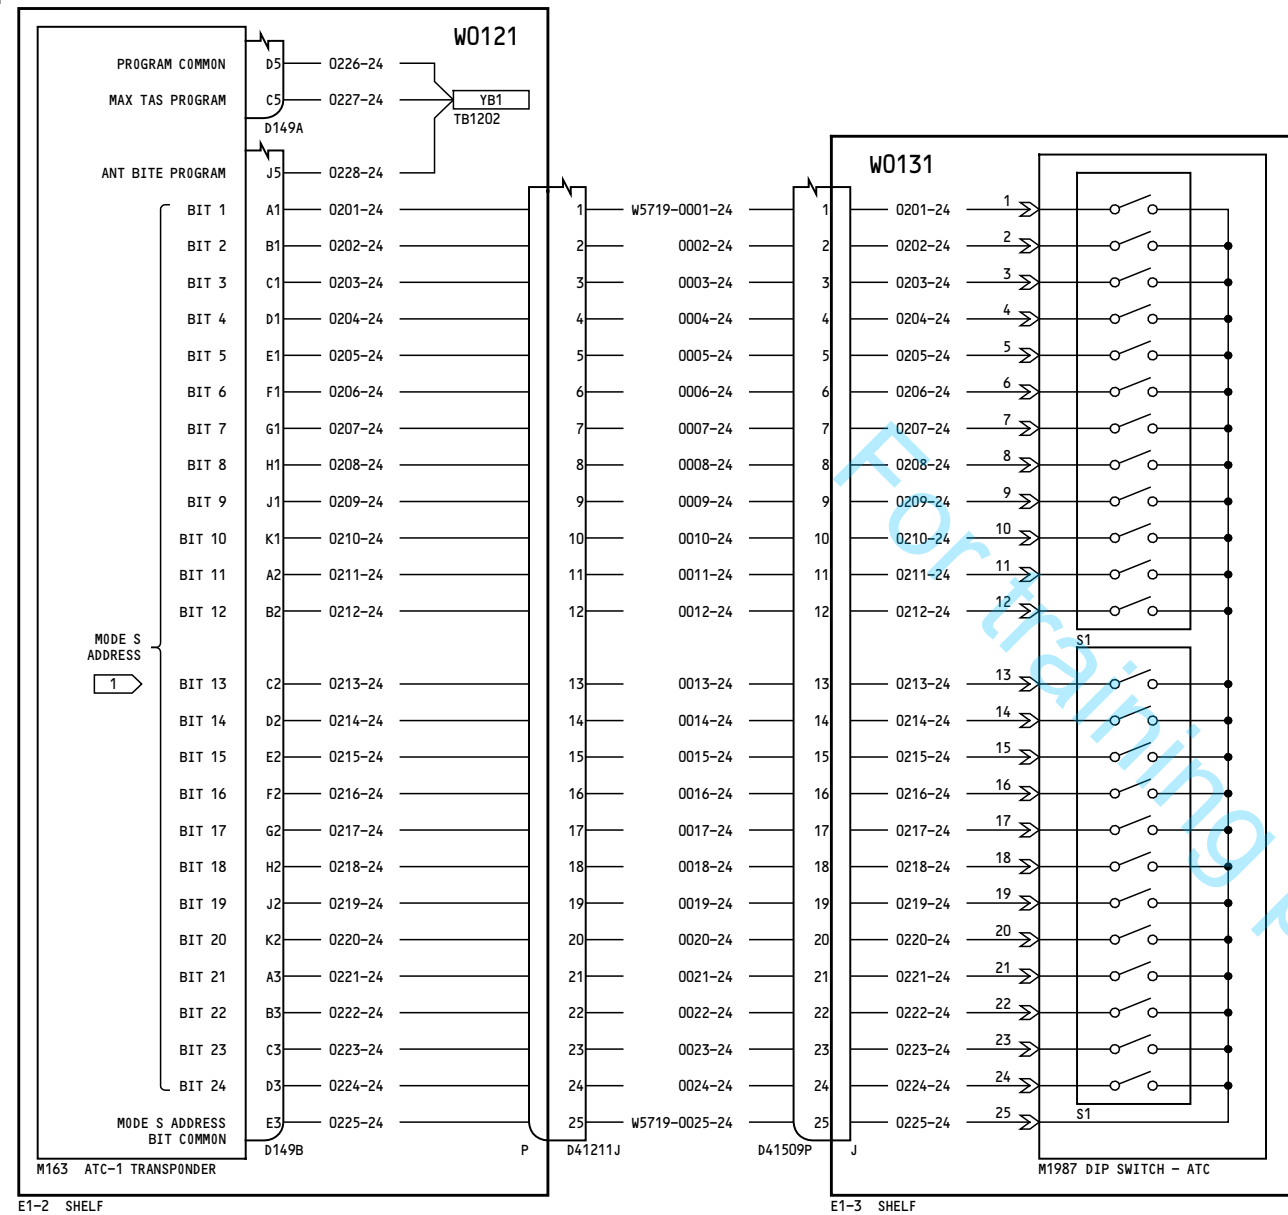 W0121
PROGRAM COMMON D5 0226-24
MAX TAS PROGRAM C5 0227-24 YB1
D149A TB1202
W0131
ANT BITE PROGRAM J5 0228-24
BIT 1 A1 0201-24 1 W5719-0001-24 1 0201-24 1
BIT 2 B1 0202-24 2 0002-24 2 0202-24 2
BIT 3 C1 0203-24 3 0003-24 3 0203-24 3
BIT 4 D1 0204-24 4 0004-24 4 0204-24 4
BIT 5 E1 0205-24 5 0005-24 5 0205-24 5
BIT 6 F1 0206-24 6 0006-24 6 0206-24 6
BIT 7 G1 0207-24 7 0007-24 7 0207-24 7
BIT 8 H1 0208-24 8 0008-24 8 0208-24 8
BIT 9 J1 0209-24 9 0009-24 9 0209-24 9
BIT 10 K1 0210-24 10 0010-24 10 0210-24 10
BIT 11 A2 0211-24 11 0011-24 11 0211-24 11
BIT 12 B2 0212-24 12 0012-24 12 0212-24 12
S1
MODE S
ADDRESS
1 BIT 13 C2 0213-24 13 0013-24 13 0213-24 13
BIT 14 D2 0214-24 14 0014-24 14 0214-24 14
BIT 15 E2 0215-24 15 0015-24 15 0215-24 15
BIT 16 F2 0216-24 16 0016-24 16 0216-24 16
BIT 17 G2 0217-24 17 0017-24 17 0217-24 17
BIT 18 H2 0218-24 18 0018-24 18 0218-24 18
BIT 19 J2 0219-24 19 0019-24 19 0219-24 19
BIT 20 K2 0220-24 20 0020-24 20 0220-24 20
BIT 21 A3 0221-24 21 0021-24 21 0221-24 21
BIT 22 B3 0222-24 22 0022-24 22 0222-24 22
BIT 23 C3 0223-24 23 0023-24 23 0223-24 23
BIT 24 D3 0224-24 24 0024-24 24 0224-24 24
S1
MODE S ADDRESS E3 0225-24 25 W5719-0025-24 25 0225-24 25
BIT COMMON
D149B P D41211J D41509P J
M163 ATC-1 TRANSPONDER M1987 DIP SWITCH - ATC
E1-2 SHELF E1-3 SHELF
For training